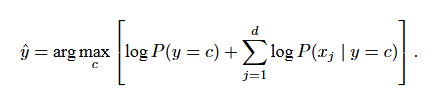 ŷ = arg max_c [ log P(y = c) + ∑_{j=1}^{d} log P(x_j | y = c) ] .